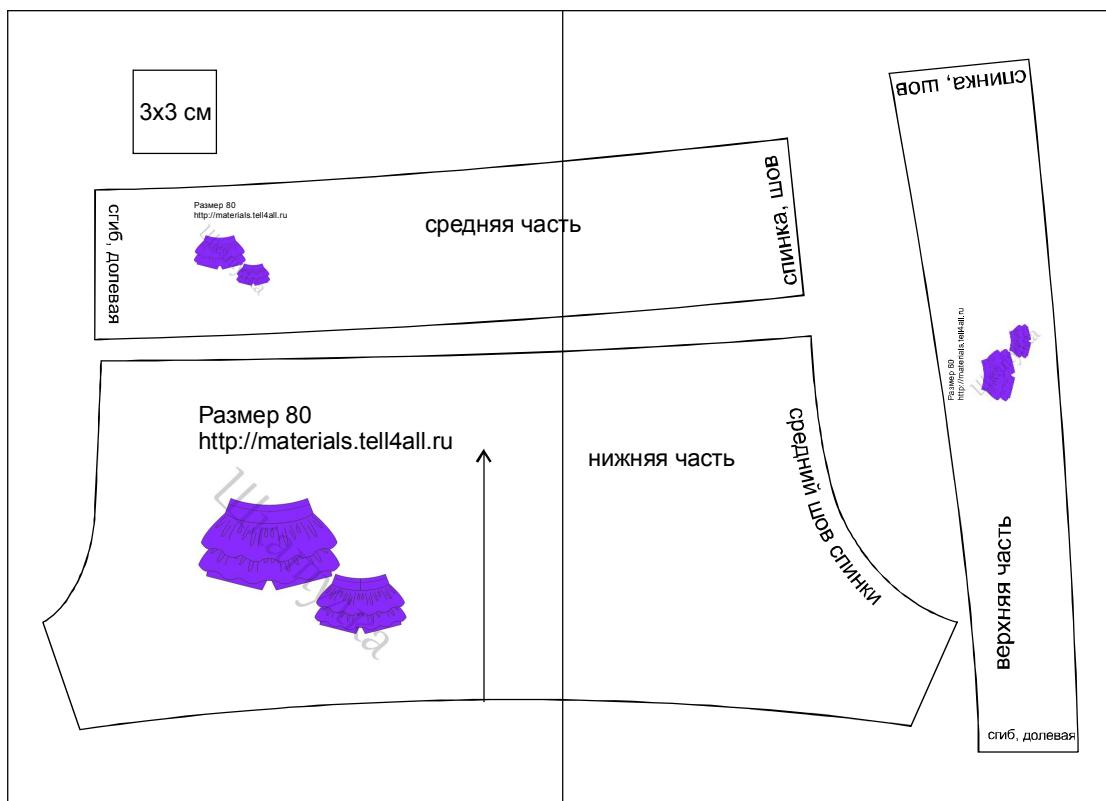 3х3 см
спинка, шов
сгиб, долевая
Размер 80
http://materials.tell4all.ru
средняя часть
спинка, шов
Размер 80
http://materials.tell4all.ru
нижняя часть
средний шов спинки
Размер 80
http://materials.tell4all.ru
верхняя часть
сгиб, долевая